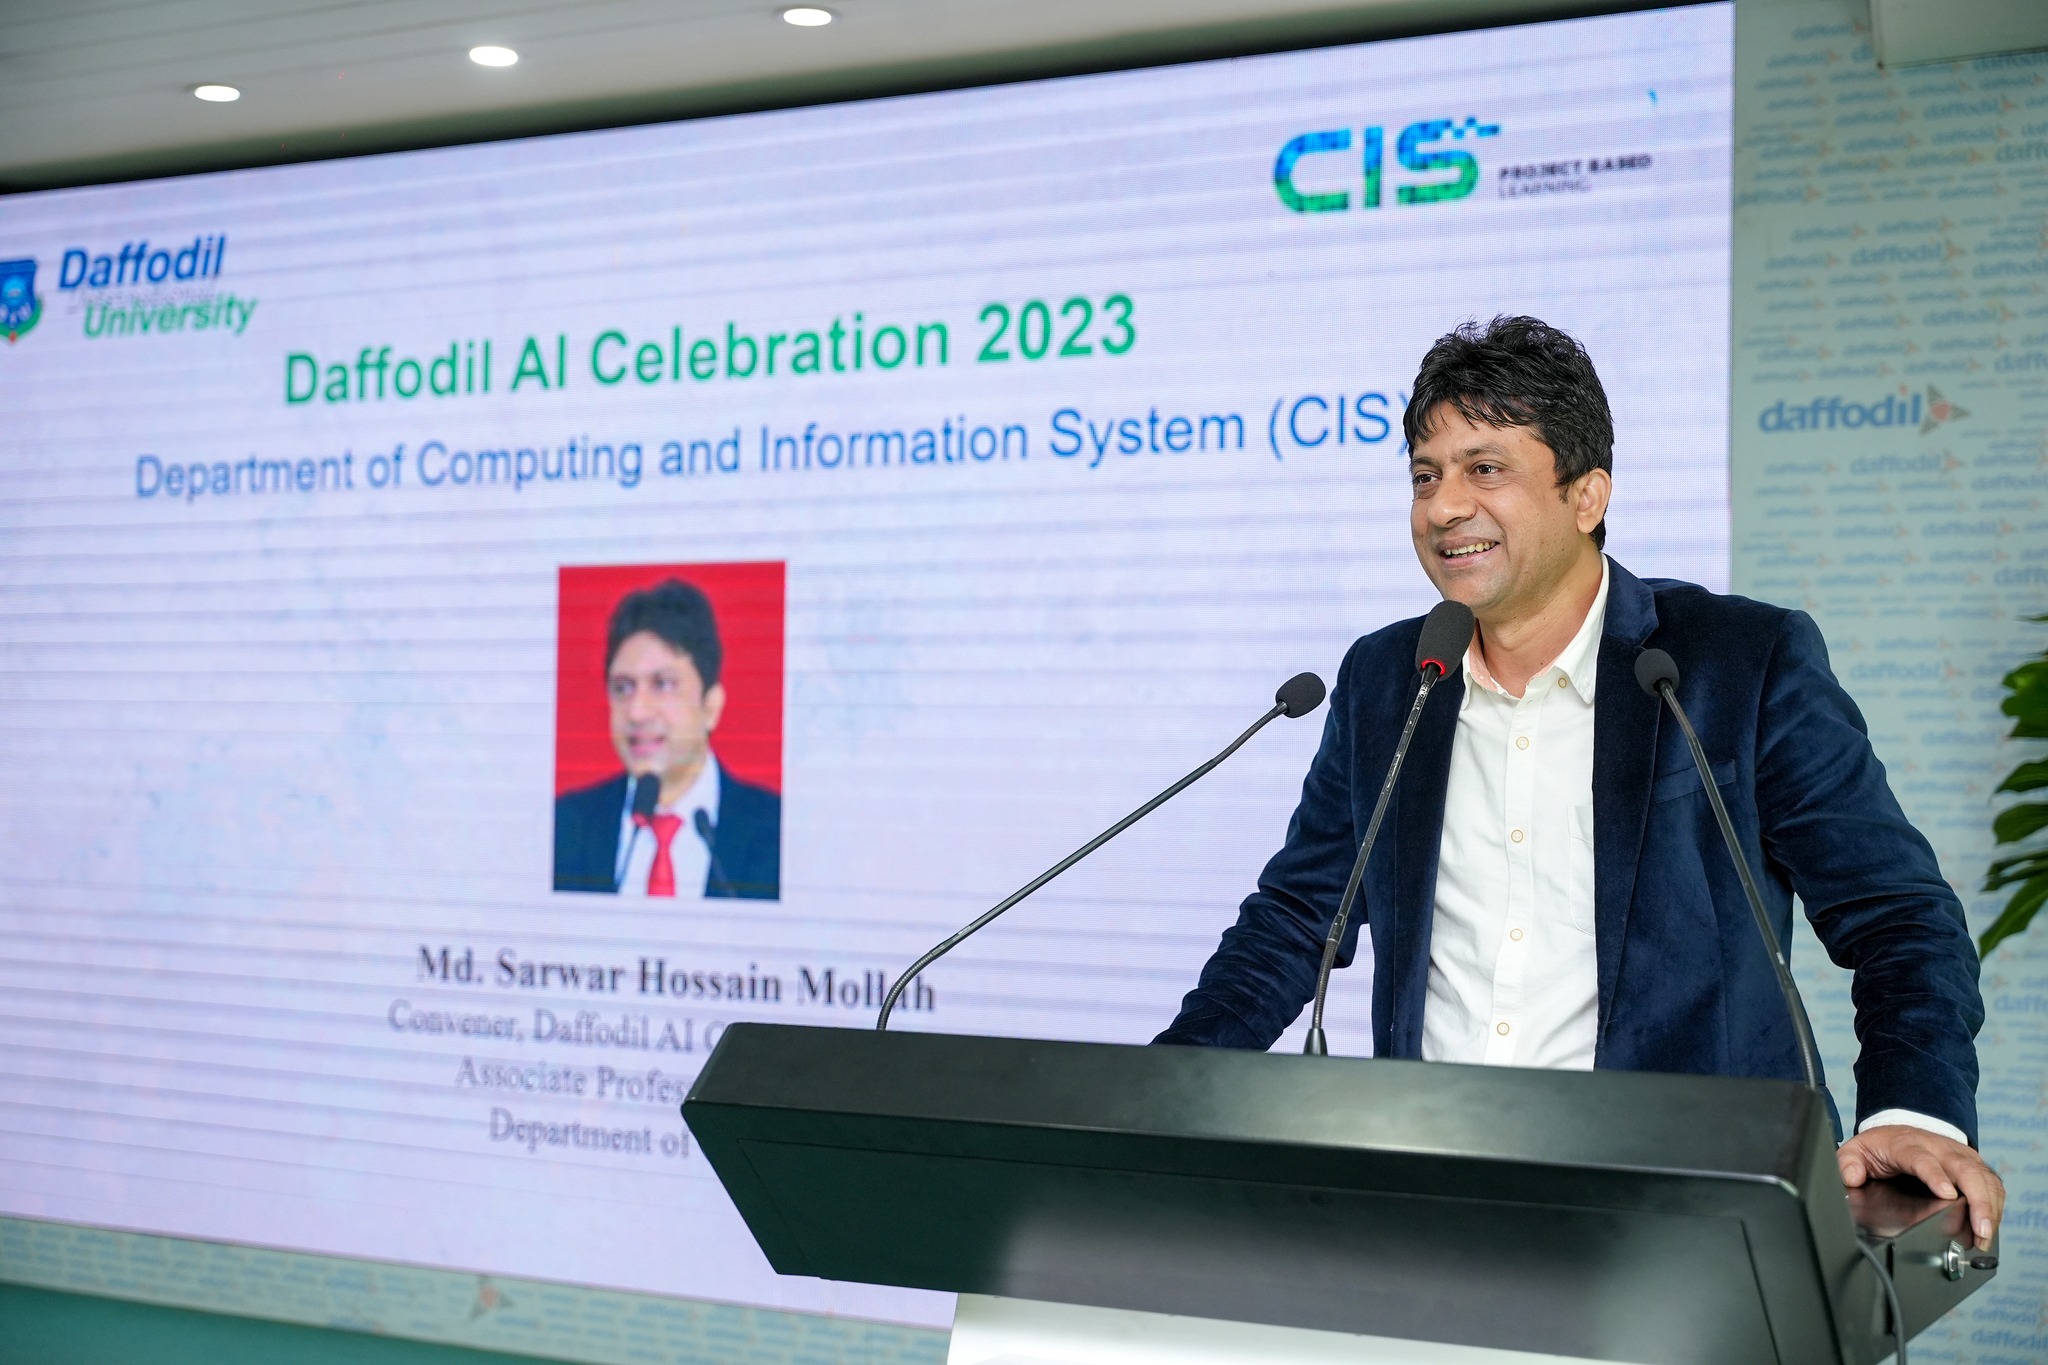 Daffodil
International
University
CIS
PROJECT BASED
LEARNING
Daffodil AI Celebration 2023
Department of Computing and Information System (CIS)
Md. Sarwar Hossain Mollah
Convener, Daffodil AI
Associate
Department of
daffodil